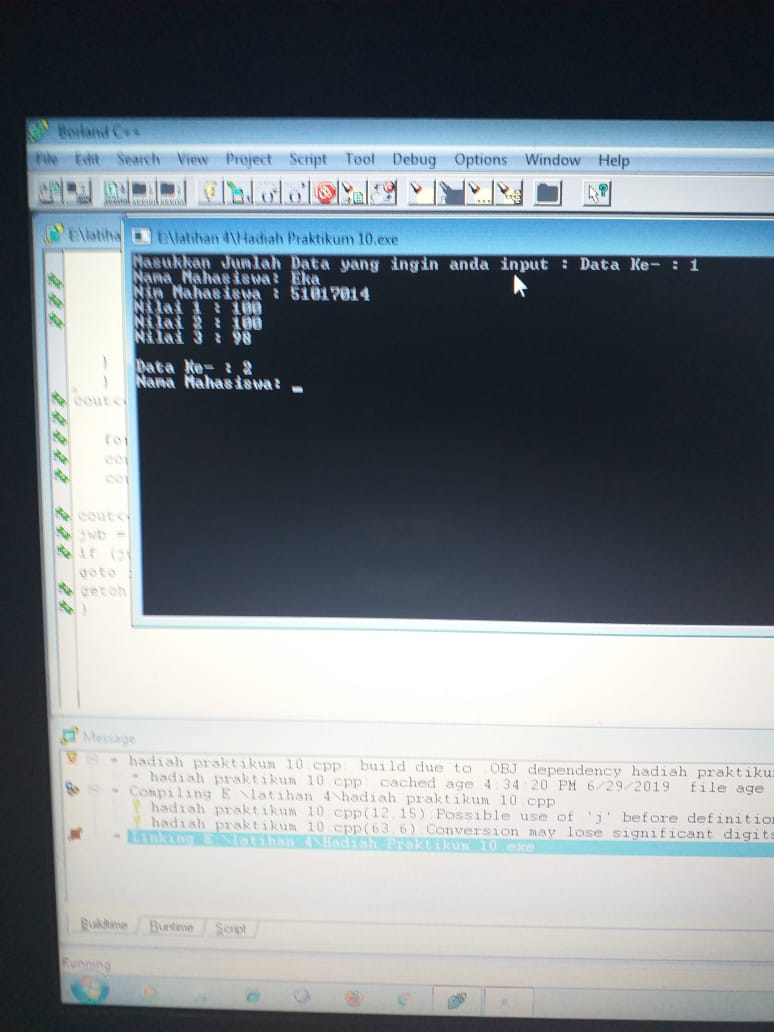 Borland C++
File Edit Search View Project Script Tool Debug Options Window Help
E:\latiha
E:\latihan 4\Hadiah Praktikum 10.exe
Masukkan Jumlah Data yang ingin anda input : Data Ke- : 1
Nama Mahasiswa: Eka
Nim Mahasiswa : 51017014
Nilai 1 : 100
Nilai 2 : 100
Nilai 3 : 98
Data Ke- : 2
Nama Mahasiswa: _
}
}
cout<
for
cou
cou
cout<
jwb =
if (jw
goto
getch
}
Message
hadiah praktikum 10.cpp: build due to .OBJ dependency hadiah praktiku
hadiah praktikum 10.cpp: cached age 4:34:20 PM 6/29/2019 file age
Compiling E:\latihan 4\hadiah praktikum 10.cpp
hadiah praktikum 10.cpp(12,15):Possible use of 'j' before definitio
hadiah praktikum 10.cpp(63,6):Conversion may lose significant digits
Linking E:\latihan 4\Hadiah Praktikum 10.exe
Buildtime Runtime Script
Running